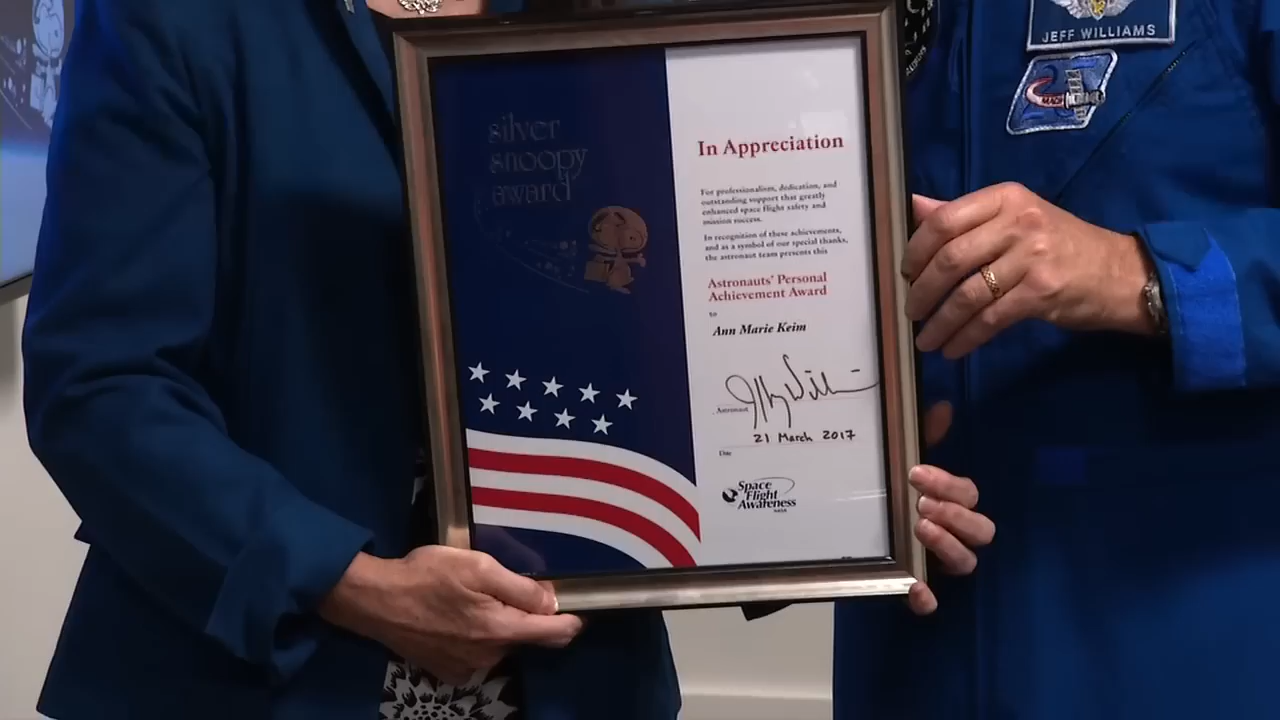 JEFF WILLIAMS
silver
snoopy
award
In Appreciation
For professionalism, dedication, and
outstanding support that greatly
enhanced space flight safety and
mission success.
In recognition of these achievements,
and as a symbol of our special thanks,
the astronaut team presents this
Astronauts' Personal
Achievement Award
to
Ann Marie Keim
Astronaut
21 March 2017
Date
Space
Flight
Awareness
NASA